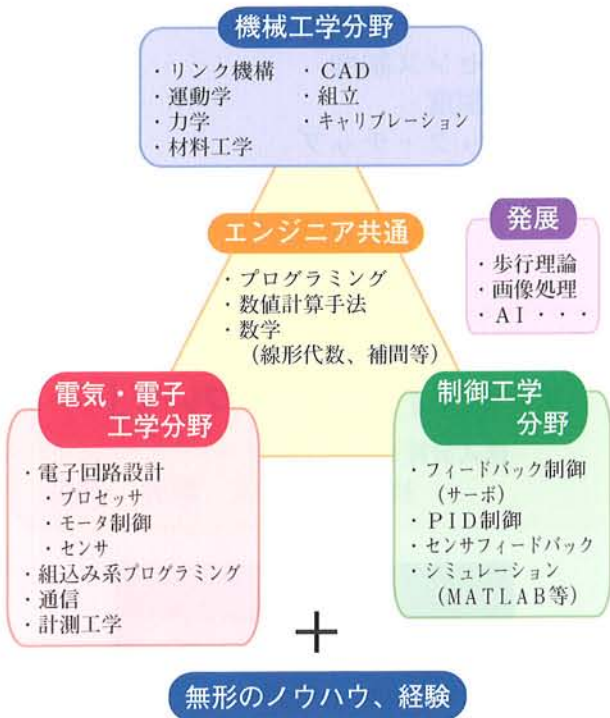 機械工学分野
・リンク機構 ・CAD
・運動学 ・組立
・力学 ・キャリブレーション
・材料工学
エンジニア共通
・プログラミング
・数値計算手法
・数学
(線形代数、補間等)
発展
・歩行理論
・画像処理
・AI・・・
電気・電子
工学分野
・電子回路設計
・プロセッサ
・モータ制御
・センサ
・組込み系プログラミング
・通信
・計測工学
制御工学
分野
・フィードバック制御
(サーボ)
・PID制御
・センサフィードバック
・シミュレーション
(MATLAB等)
+
無形のノウハウ、経験